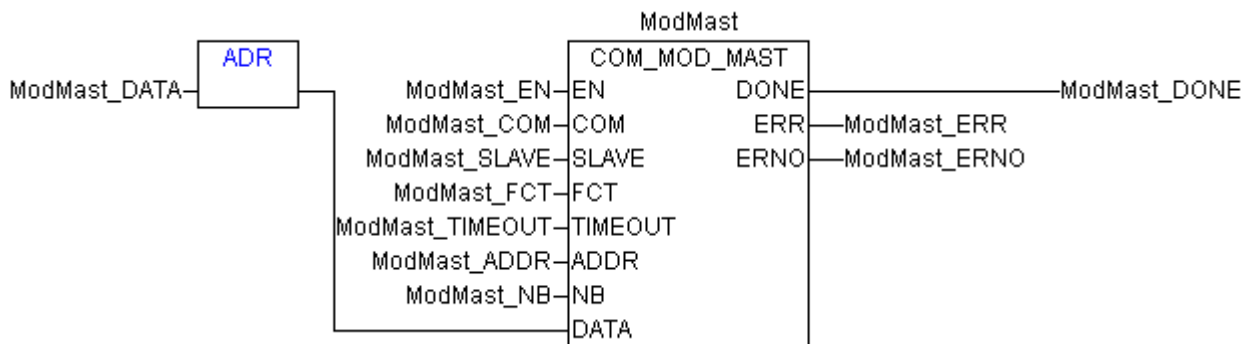 ModMast
ADR
COM_MOD_MAST
ModMast_DATA
ModMast_EN EN DONE ModMast_DONE
ModMast_COM COM ERR ModMast_ERR
ModMast_SLAVE SLAVE ERNO ModMast_ERNO
ModMast_FCT FCT
ModMast_TIMEOUT TIMEOUT
ModMast_ADDR ADDR
ModMast_NB NB
DATA